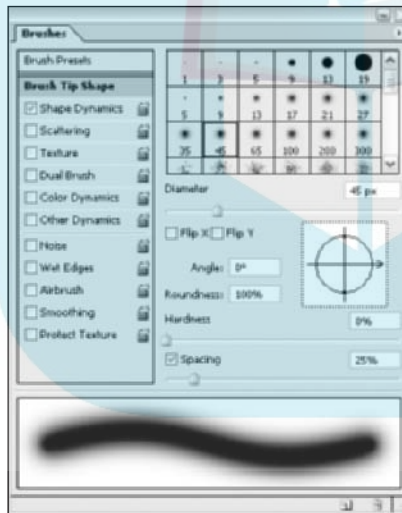 Brushes
Brush Presets
Brush Tip Shape
Shape Dynamics
Scattering
Texture
Dual Brush
Color Dynamics
Other Dynamics
Noise
Wet Edges
Airbrush
Smoothing
Protect Texture
1 3 5 9 13 19
5 9 13 17 21 27
35 45 65 100 200 300
Diameter 45 px
Flip X Flip Y
Angle: 0°
Roundness: 100%
Hardness 0%
Spacing 25%